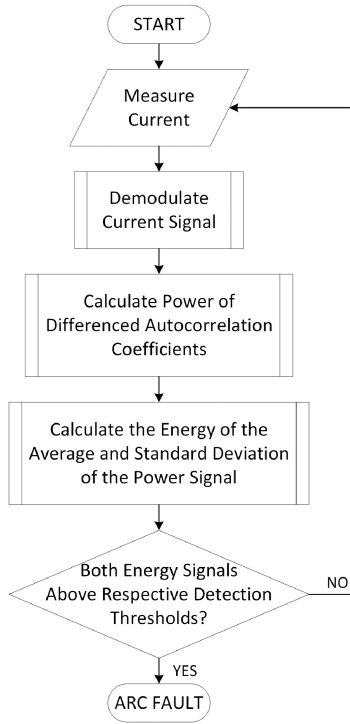 START
Measure
Current
Demodulate
Current Signal
Calculate Power of
Differenced Autocorrelation
Coefficients
Calculate the Energy of the
Average and Standard Deviation
of the Power Signal
Both Energy Signals
Above Respective Detection
Thresholds?
NO
YES
ARC FAULT